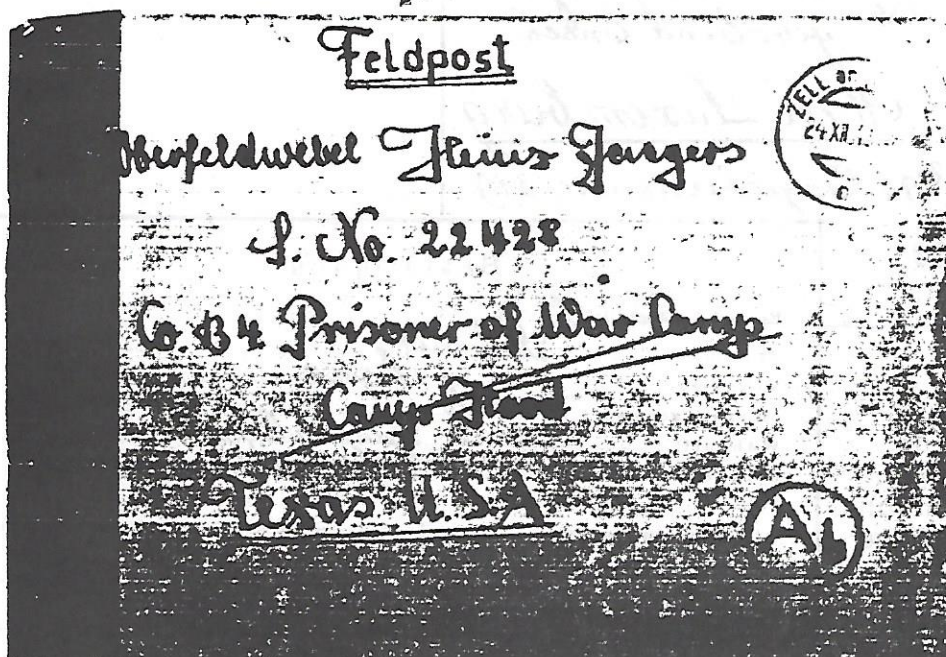 Feldpost
ZELL
24 XII.
Oberfeldwebel Heinz Jaegers
S. No. 22428
Co. B 4 Prisoner of War Camp
Camp Hood
Texas U.S.A
Ab